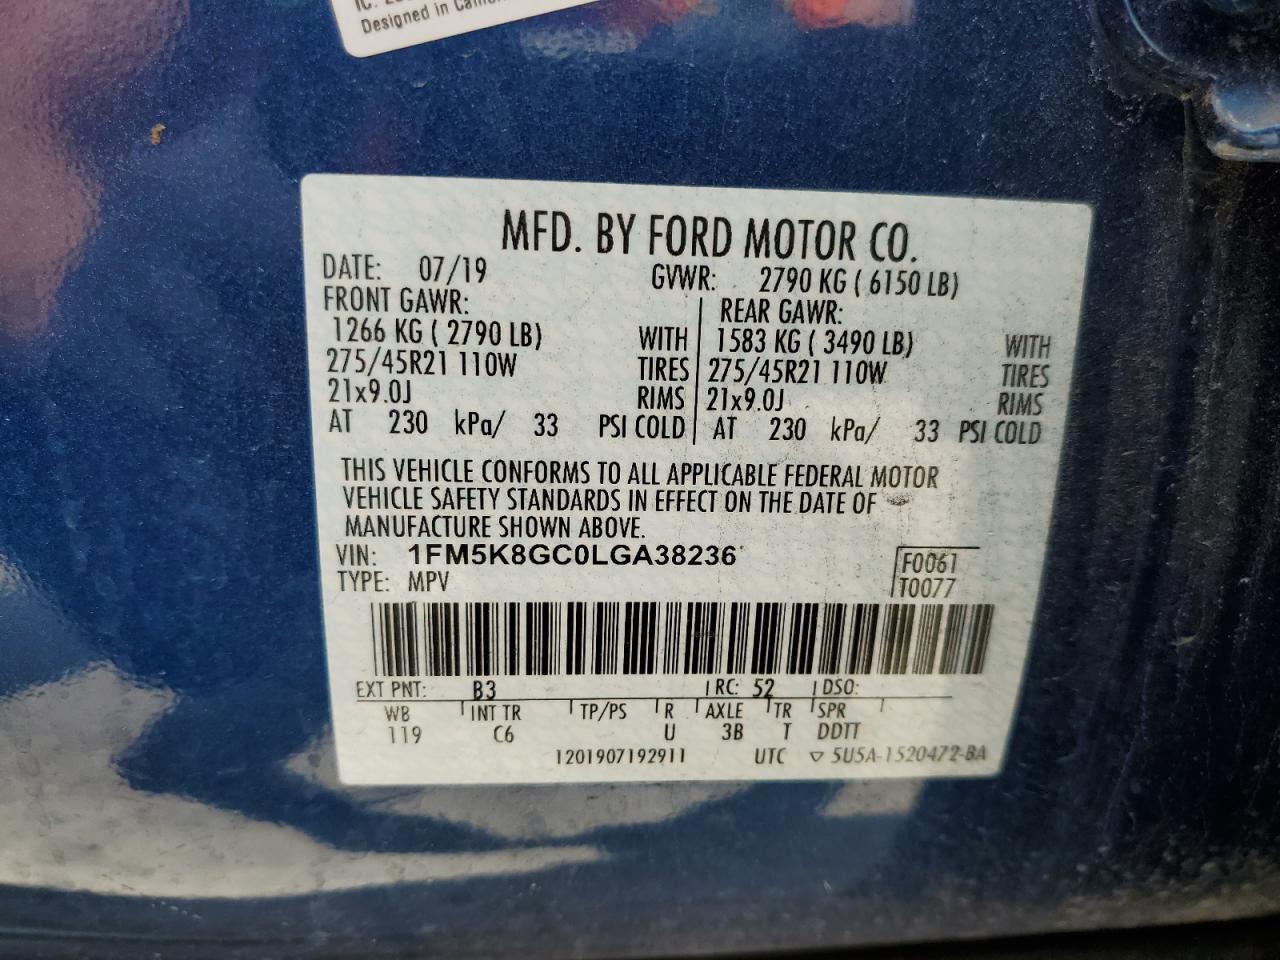 Designed in
MFD. BY FORD MOTOR CO.
DATE: 07/19 GVWR: 2790 KG ( 6150 LB)
FRONT GAWR: REAR GAWR:
1266 KG ( 2790 LB) WITH 1583 KG ( 3490 LB) WITH
275/45R21 110W TIRES 275/45R21 110W TIRES
21x9.0J RIMS 21x9.0J RIMS
AT 230 kPa/ 33 PSI COLD AT 230 kPa/ 33 PSI COLD
THIS VEHICLE CONFORMS TO ALL APPLICABLE FEDERAL MOTOR
VEHICLE SAFETY STANDARDS IN EFFECT ON THE DATE OF
MANUFACTURE SHOWN ABOVE.
VIN: 1FM5K8GC0LGA38236 F0061
TYPE: MPV T0077
EXT PNT: B3 RC: 52 DSO:
WB INT TR TP/PS R AXLE TR SPR
119 C6 U 3B T DDTT
1201907192911 UTC ▽ 5U5A-1520472-BA